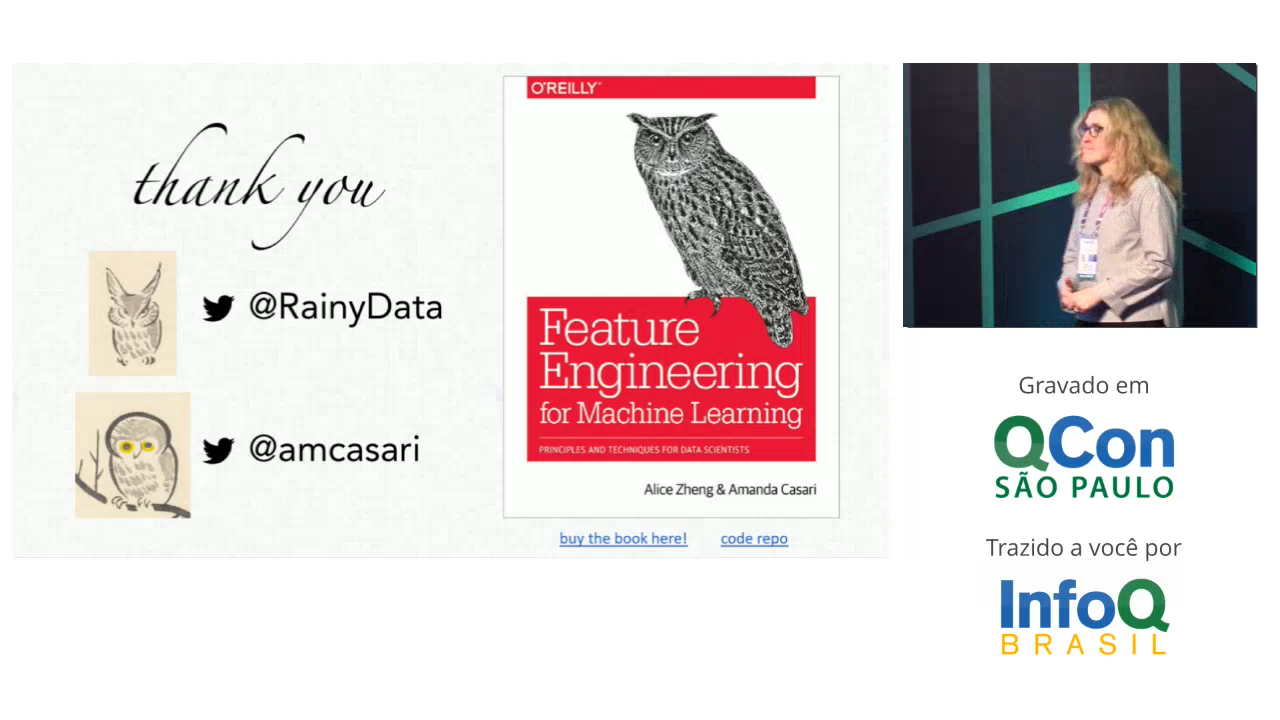 thank you
@RainyData
@amcasari
O'REILLY
Feature
Engineering
for Machine Learning
PRINCIPLES AND TECHNIQUES FOR DATA SCIENTISTS
Alice Zheng & Amanda Casari
buy the book here!
code repo
Gravado em
QCon
SÃO PAULO
Trazido a você por
InfoQ
BRASIL